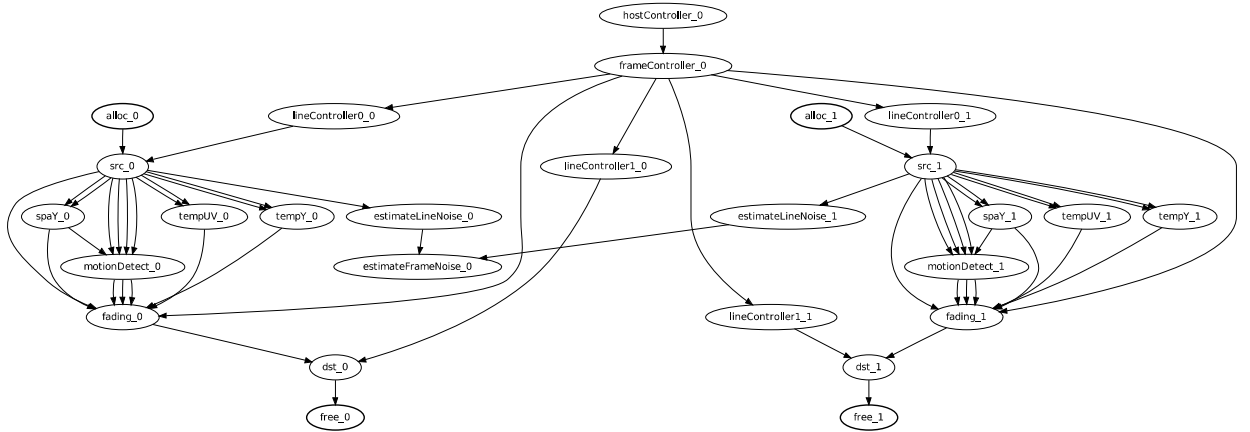 hostController_0
frameController_0
alloc_0
lineController0_0
alloc_1
lineController0_1
src_0
lineController1_0
src_1
spaY_0
tempUV_0
tempY_0
estimateLineNoise_0
estimateLineNoise_1
spaY_1
tempUV_1
tempY_1
motionDetect_0
estimateFrameNoise_0
motionDetect_1
fading_0
lineController1_1
fading_1
dst_0
dst_1
free_0
free_1